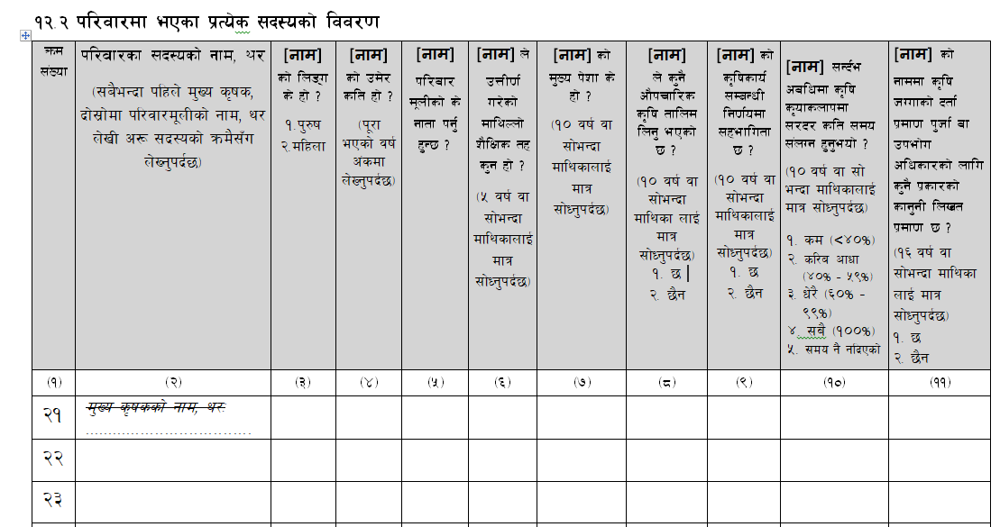 १२.२ परिवारमा भएका प्रत्येक सदस्यको विवरण
क्रम
संख्या
परिवारका सदस्यको नाम, थर
(सबैभन्दा पहिले मुख्य कृषक,
दोस्रोमा परिवारमूलीको नाम, थर
लेखी अरू सदस्यको क्रमैसँग
लेख्नुपर्दछ)
[नाम]
को लिङ्ग
के हो ?
१.पुरुष
२.महिला
[नाम]
को उमेर
कति हो ?
(पूरा
भएको वर्ष
अंकमा
लेख्नुपर्दछ)
[नाम]
परिवार
मूलीको के
नाता पर्नु
हुन्छ ?
[नाम] ले
उत्तीर्ण
गरेको
माथिल्लो
शैक्षिक तह
कुन हो ?
(५ वर्ष वा
सोभन्दा
माथिकालाई
मात्र
सोध्नुपर्दछ)
[नाम] को
मुख्य पेशा के
हो ?
(१० वर्ष वा
सोभन्दा
माथिकालाई
मात्र
सोध्नुपर्दछ)
[नाम]
ले कुनै
औपचारिक
कृषि तालिम
लिनु भएको
छ ?
(१० वर्ष वा
सोभन्दा
माथिका लाई
मात्र
सोध्नुपर्दछ)
१. छ
२. छैन
[नाम] को
कृषिकार्य
सम्बन्धी
निर्णयमा
सहभागिता
छ ?
(१० वर्ष वा
सोभन्दा
माथिकालाई
मात्र
सोध्नुपर्दछ)
१. छ
२. छैन
[नाम] सर्न्दभ
अबधिमा कृषि
कृयाकलापमा
सरदर कति समय
संलग्न हुनुभयो ?
(१० वर्ष वा सो
भन्दा माथिकालाई
मात्र सोध्नुपर्दछ)
१. कम (<४०%)
२. करिब आधा
(४०% - ५९%)
३. धेरै (६०% -
९९%)
४. सबै (१००%)
५. समय नै नदिएको
[नाम] को
नाममा कृषि
जग्गाको दर्ता
प्रमाण पुर्जा वा
उपभोग
अधिकारको लागि
कुनै प्रकारको
कानुनी लिखत
प्रमाण छ ?
(१६ वर्ष वा
सोभन्दा माथिका
लाई मात्र
सोध्नुपर्दछ)
१. छ
२. छैन
(१) (२) (३) (४) (५) (६) (७) (८) (९) (१०) (११)
२१ मुख्य कृषकको नाम, थरः
................................
२२
२३